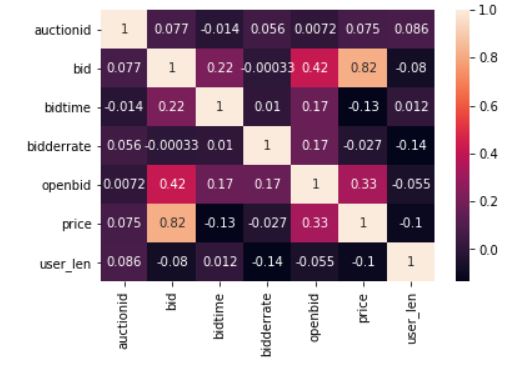 1.0
auctionid 1 0.077 -0.014 0.056 0.0072 0.075 0.086
bid 0.077 1 0.22 -0.00033 0.42 0.82 -0.08
0.8
bidtime -0.014 0.22 1 0.01 0.17 -0.13 0.012
0.6
bidderrate 0.056 -0.00033 0.01 1 0.17 -0.027 -0.14
0.4
openbid 0.0072 0.42 0.17 0.17 1 0.33 -0.055
0.2
price 0.075 0.82 -0.13 -0.027 0.33 1 -0.1
0.0
user_len 0.086 -0.08 0.012 -0.14 -0.055 -0.1 1
auctionid bid bidtime bidderrate openbid price user_len